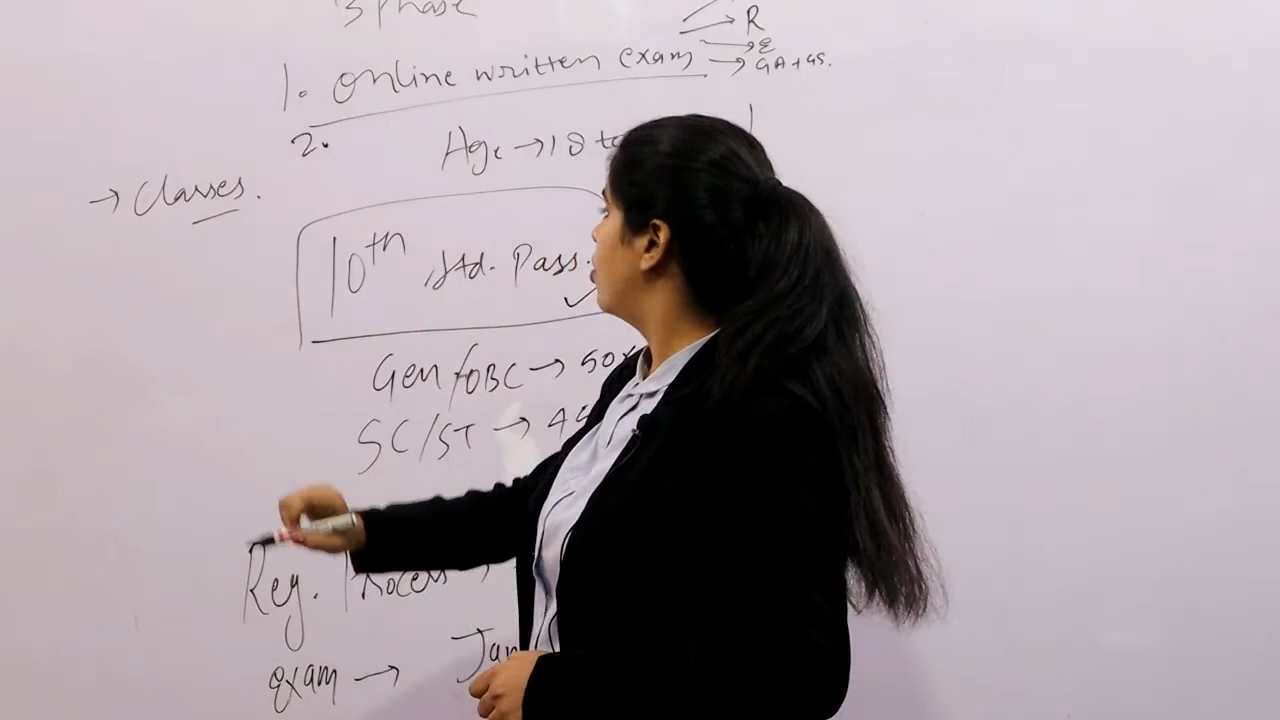 3 phase
→ R
→ E
1. Online written exam → GA + GS.
2.
Age → 18 to
→ Classes.
10th Std. Pass. ✓
Gen/OBC → 50
SC/ST → 45
Reg. Process →
exam → Jan